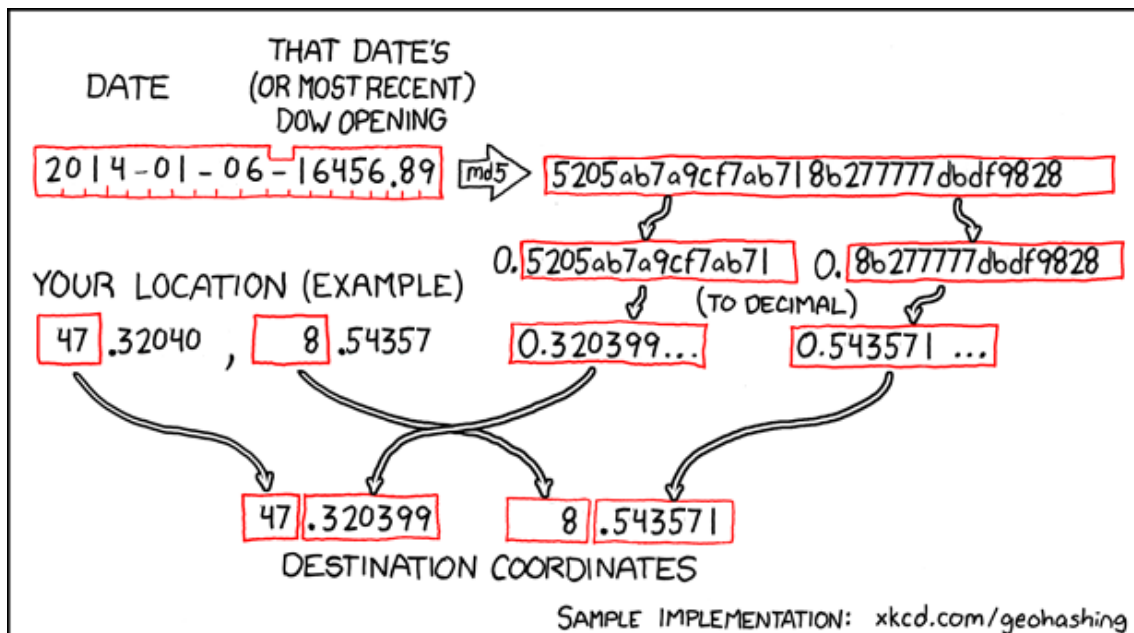 DATE
THAT DATE'S
(OR MOST RECENT)
DOW OPENING
2014-01-06-16456.89
md5
5205ab7a9cf7ab718b277777dbdf9828
0.5205ab7a9cf7ab71
0.8b277777dbdf9828
(TO DECIMAL)
YOUR LOCATION (EXAMPLE)
47.32040, 8.54357
0.320399...
0.543571 ...
47.320399
8.543571
DESTINATION COORDINATES
SAMPLE IMPLEMENTATION: xkcd.com/geohashing